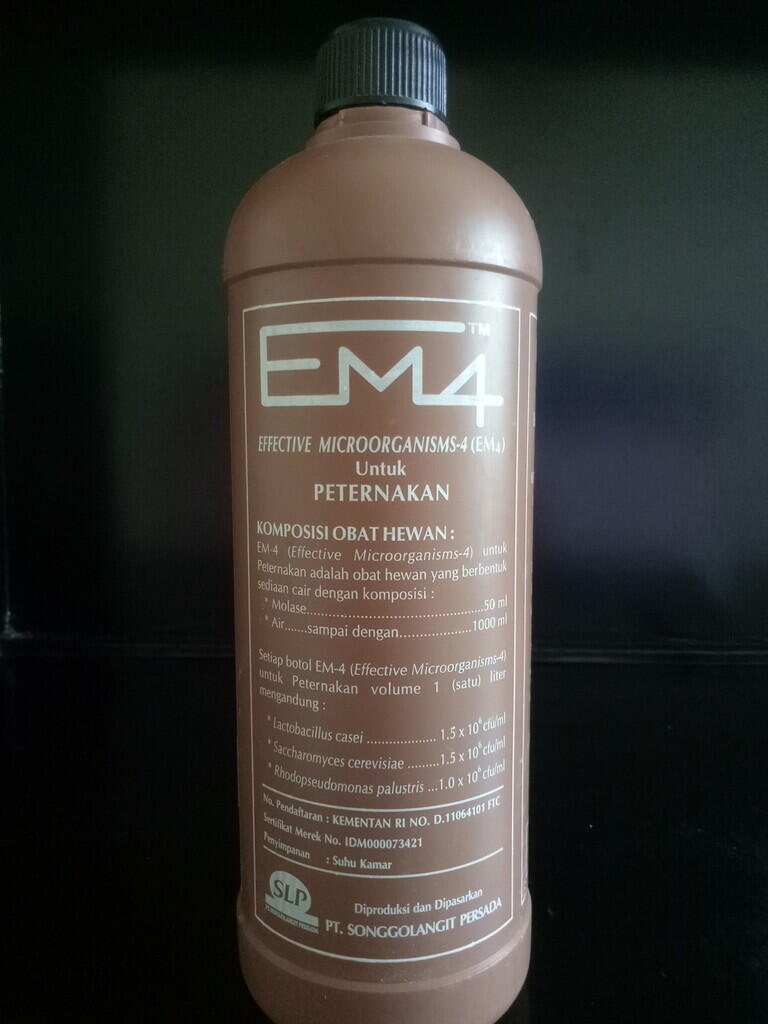 EM4™
EFFECTIVE MICROORGANISMS-4 (EM4)
Untuk
PETERNAKAN
KOMPOSISI OBAT HEWAN :
EM-4 (Effective Microorganisms-4) untuk
Peternakan adalah obat hewan yang berbentuk
sediaan cair dengan komposisi :
* Molase............................................50 ml
* Air.......sampai dengan...................1000 ml
Setiap botol EM-4 (Effective Microorganisms-4)
untuk Peternakan volume 1 (satu) liter
mengandung :
* Lactobacillus casei ................... 1.5 x 10⁶ cfu/ml
* Saccharomyces cerevisiae .........1.5 x 10⁶ cfu/ml
* Rhodopseudomonas palustris ...1.0 x 10⁶ cfu/ml
No. Pendaftaran : KEMENTAN RI NO. D.11064101 FTC
Sertifikat Merek No. IDM000073421
Penyimpanan : Suhu Kamar
SLP
PT. SONGGOLANGIT PERSADA
Diproduksi dan Dipasarkan
PT. SONGGOLANGIT PERSADA